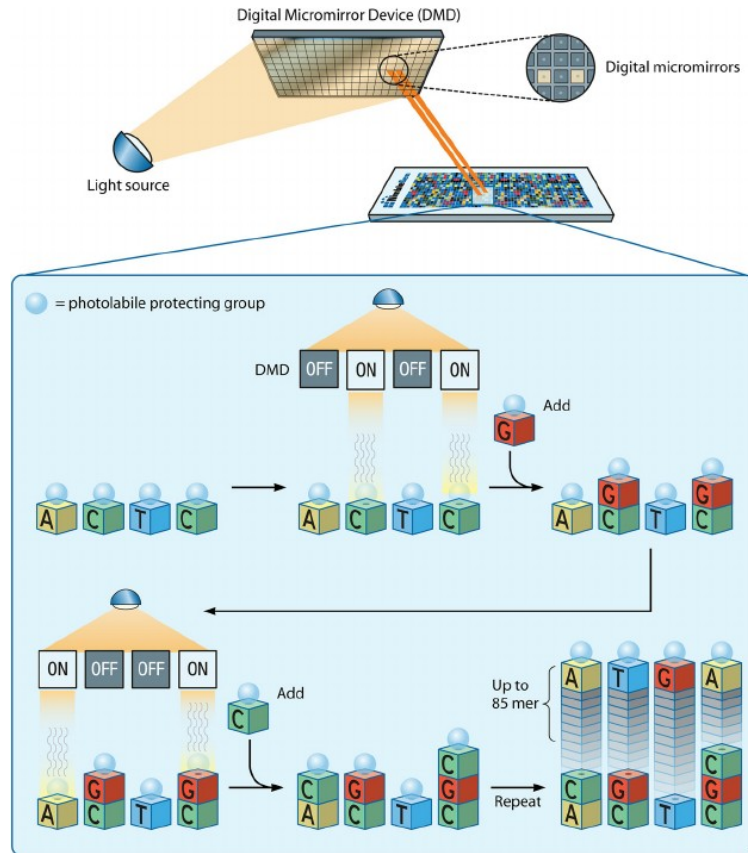 Digital Micromirror Device (DMD)
Digital micromirrors
Light source
= photolabile protecting group
DMD
OFF
ON
OFF
ON
Add
G
A
C
T
C
A
C
T
C
G
G
A
C
T
C
ON
OFF
OFF
ON
Add
C
Up to
85 mer
A
T
G
A
G
G
A
C
T
C
C
C
G
G
A
C
T
C
Repeat
C
C
G
G
A
C
T
C